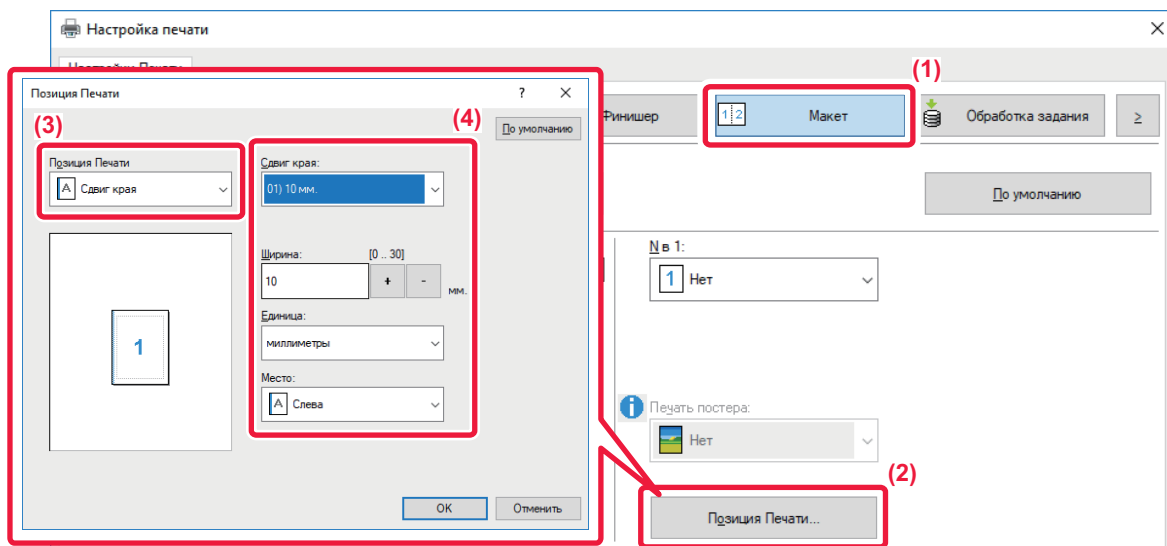 Настройка печати
Настройки Печати
(1)
Финишер
1 2
Макет
Обработка задания
≥
По умолчанию
N в 1:
1 Нет
Печать постера:
Нет
(2)
Позиция Печати...
Позиция Печати
?
(3)
(4)
По умолчанию
Позиция Печати
A Сдвиг края
1
Сдвиг края:
01) 10 мм.
Ширина:
[0 .. 30]
10
+
-
мм.
Единица:
миллиметры
Место:
A Слева
OK
Отменить